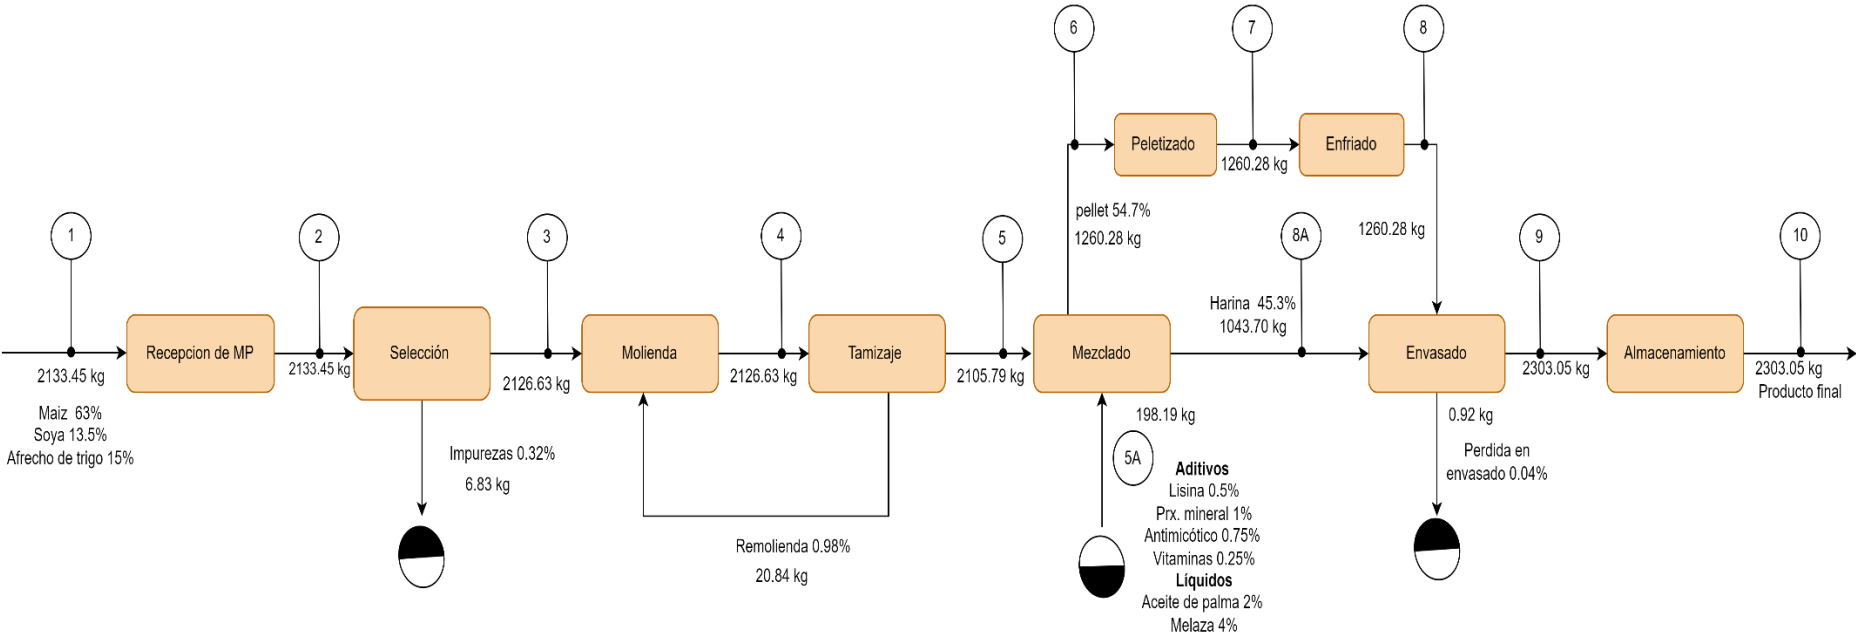 6
7
8
Peletizado
1260.28 kg
Enfriado
pellet 54.7%
1260.28 kg
1260.28 kg
1
2
3
4
5
8A
9
10
Recepcion de MP
Selección
Molienda
Tamizaje
Mezclado
Harina 45.3%
1043.70 kg
Envasado
Almacenamiento
2133.45 kg
2133.45 kg
2126.63 kg
2126.63 kg
2105.79 kg
2303.05 kg
2303.05 kg
Producto final
Maiz 63%
Soya 13.5%
Afrecho de trigo 15%
Impurezas 0.32%
6.83 kg
Remolienda 0.98%
20.84 kg
198.19 kg
5A
Aditivos
Lisina 0.5%
Prx. mineral 1%
Antimicótico 0.75%
Vitaminas 0.25%
Líquidos
Aceite de palma 2%
Melaza 4%
0.92 kg
Perdida en
envasado 0.04%